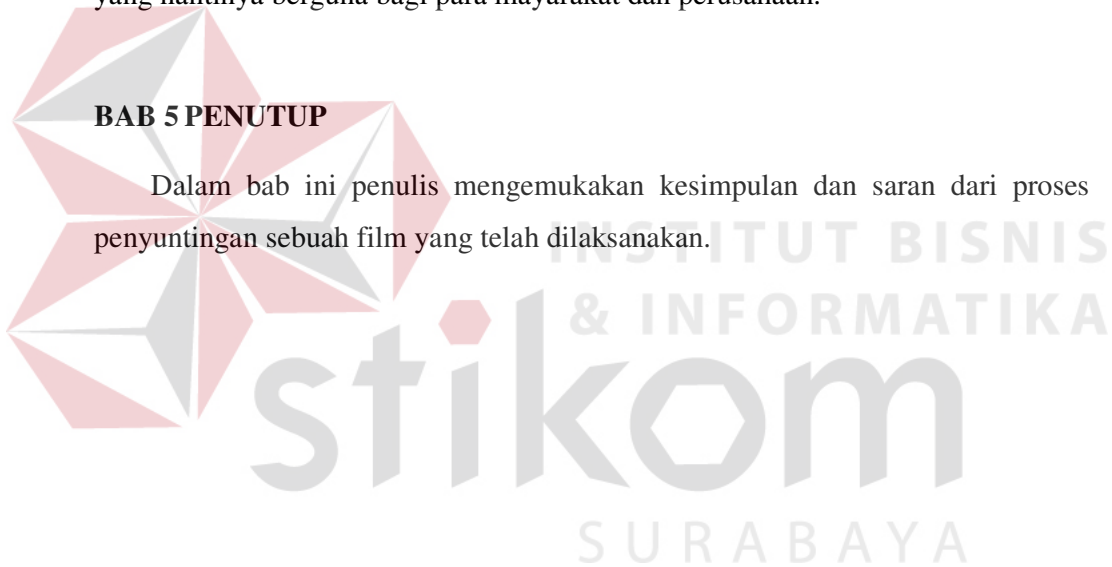 yang nantinya berguna bagi para mayarakat dan perusahaan.
BAB 5 PENUTUP
Dalam bab ini penulis mengemukakan kesimpulan dan saran dari proses
penyuntingan sebuah film yang telah dilaksanakan.
INSTITUT BISNIS
& INFORMATIKA
stikom
SURABAYA